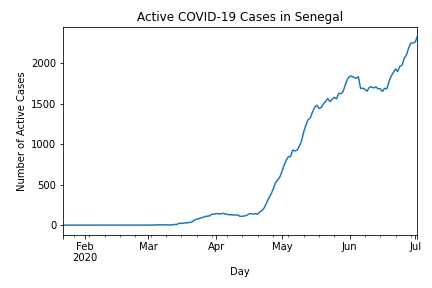 Active COVID-19 Cases in Senegal
Number of Active Cases
2000
1500
1000
500
0
Feb Mar Apr May Jun Jul
2020
Day